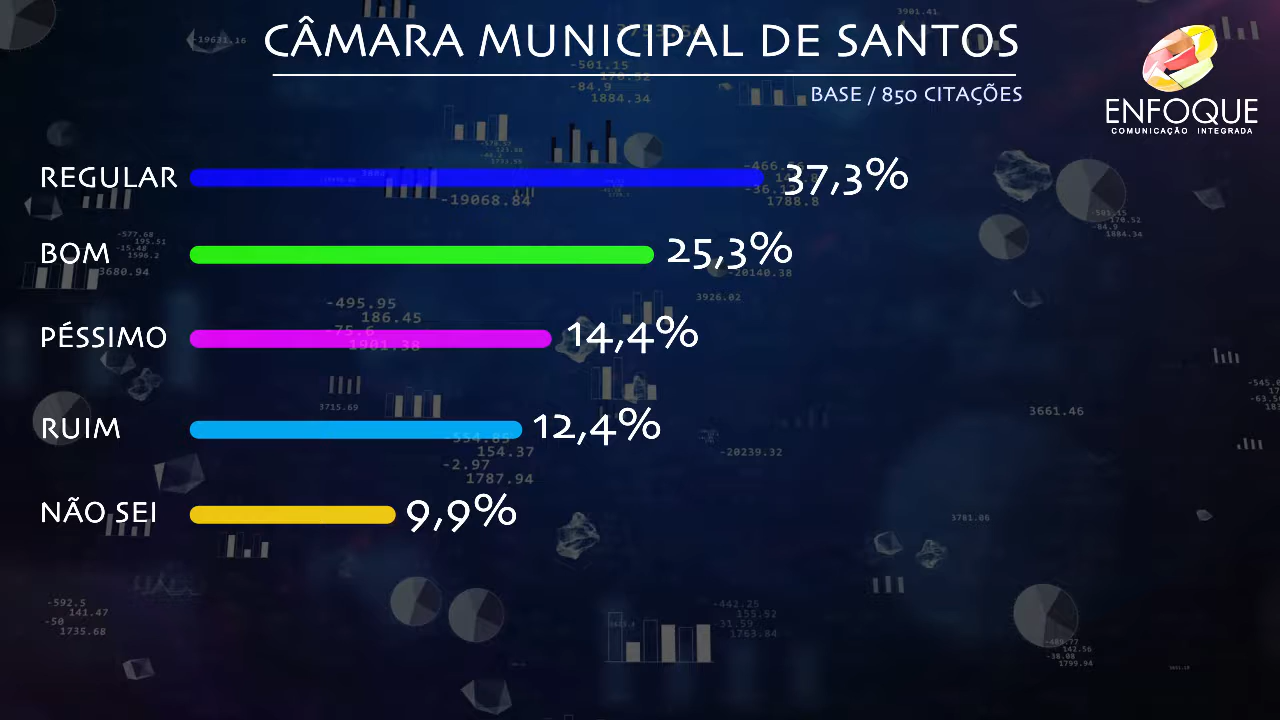 CÂMARA MUNICIPAL DE SANTOS
BASE / 850 CITAÇÕES
ENFOQUE
COMUNICAÇÃO INTEGRADA
REGULAR 37,3%
BOM 25,3%
PÉSSIMO 14,4%
RUIM 12,4%
NÃO SEI 9,9%